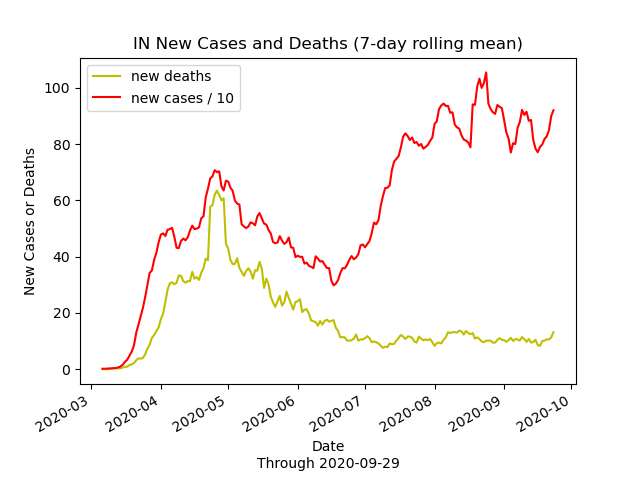 IN New Cases and Deaths (7-day rolling mean)
new deaths
new cases / 10
New Cases or Deaths
100
80
60
40
20
0
2020-03
2020-04
2020-05
2020-06
2020-07
2020-08
2020-09
2020-10
Date
Through 2020-09-29